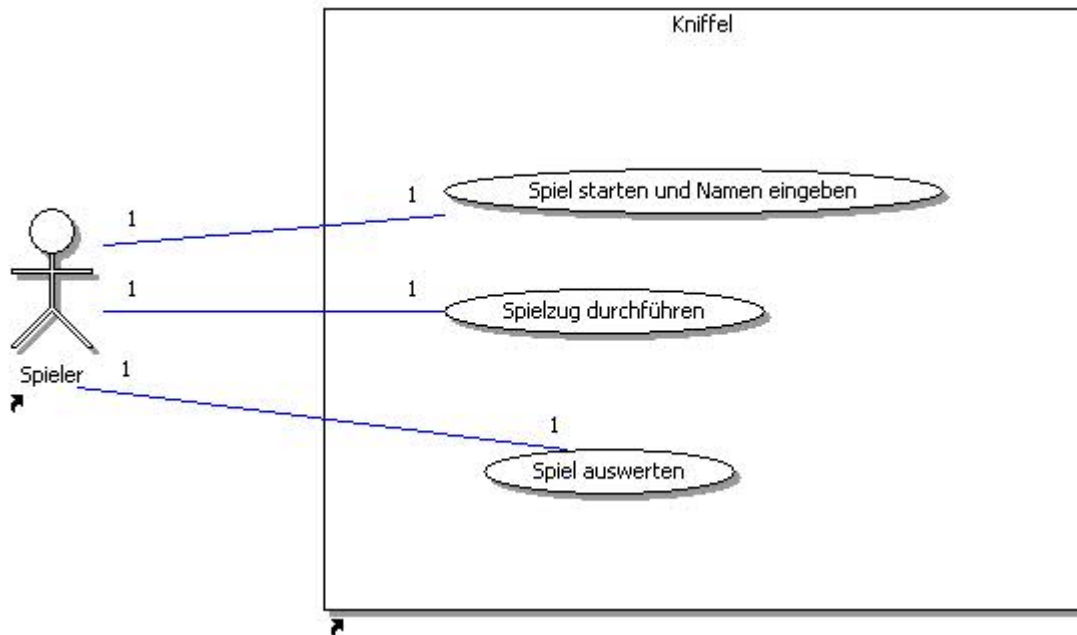 Kniffel
1
1
Spiel starten und Namen eingeben
1
1
Spielzug durchführen
Spieler
1
1
Spiel auswerten